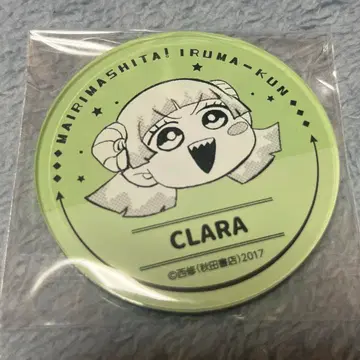 MAIRIMASHITA! IRUMA-KUN
CLARA
©西修(秋田書店)2017